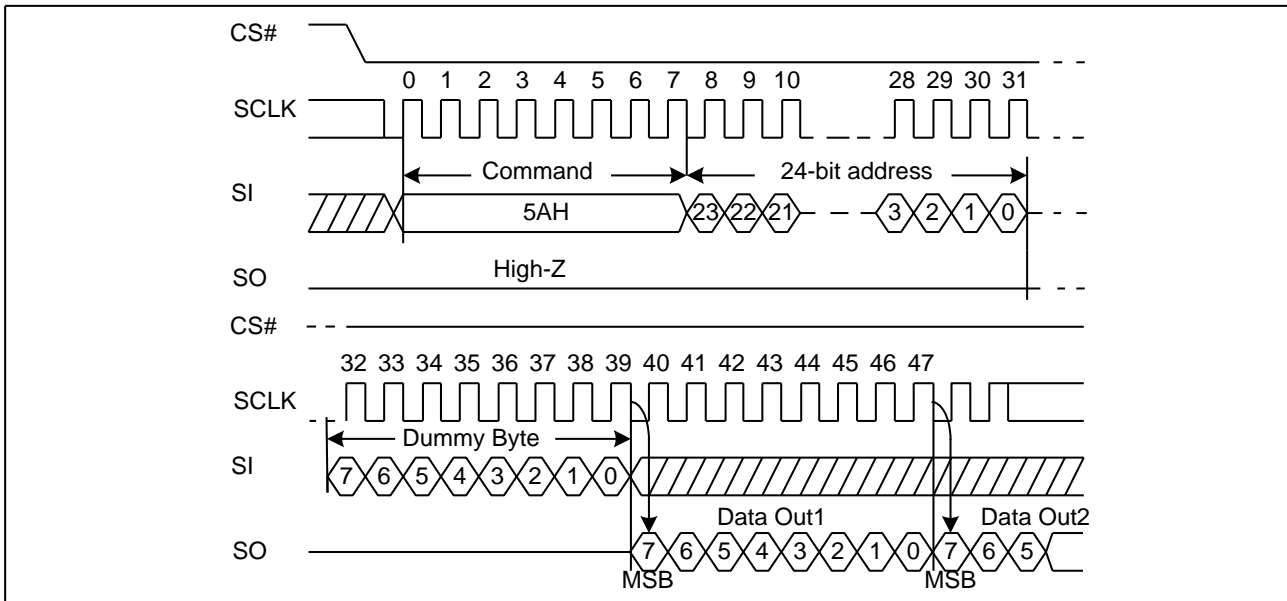 CS#
0 1 2 3 4 5 6 7 8 9 10 28 29 30 31
SCLK
Command 24-bit address
SI
5AH 23 22 21 3 2 1 0
High-Z
SO
CS#
32 33 34 35 36 37 38 39 40 41 42 43 44 45 46 47
SCLK
Dummy Byte
SI
7 6 5 4 3 2 1 0
Data Out1 Data Out2
SO 7 6 5 4 3 2 1 0 7 6 5
MSB MSB